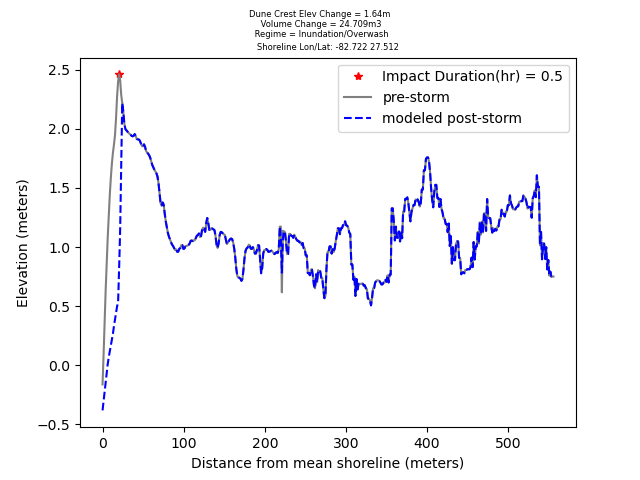 Dune Crest Elev Change = 1.64m
Volume Change = 24.709m3
Regime = Inundation/Overwash
Shoreline Lon/Lat: -82.722 27.512
Impact Duration(hr) = 0.5
pre-storm
modeled post-storm
Elevation (meters)
2.5
2.0
1.5
1.0
0.5
0.0
−0.5
0 100 200 300 400 500
Distance from mean shoreline (meters)